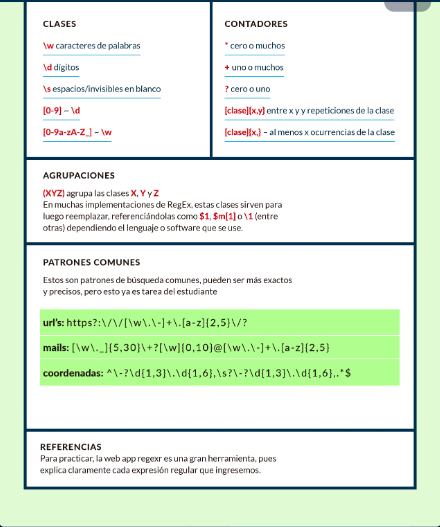 CLASES
\w caracteres de palabras
\d dígitos
\s espacios/invisibles en blanco
[0-9] ~ \d
[0-9a-zA-Z_] ~ \w
CONTADORES
* cero o muchos
+ uno o muchos
? cero o uno
[clase]{x,y} entre x y y repeticiones de la clase
[clase]{x,} – al menos x ocurrencias de la clase
AGRUPACIONES
(XYZ) agrupa las clases X, Y y Z
En muchas implementaciones de RegEx, estas clases sirven para
luego reemplazar, referenciándolas como $1, $m[1] o \1 (entre
otras) dependiendo el lenguaje o software que se use.
PATRONES COMUNES
Estos son patrones de búsqueda comunes, pueden ser más exactos
y precisos, pero esto ya es tarea del estudiante
url's: https?:\/\/[\w\.\-]+\.[a-z]{2,5}\/?
mails: [\w\._]{5,30}\+?[\w]{0,10}@[\w\.\-]+\.[a-z]{2,5}
coordenadas: ^\-?\d{1,3}\.\d{1,6},\s?\-?\d{1,3}\.\d{1,6},.*$
REFERENCIAS
Para practicar, la web app regexr es una gran herramienta, pues
explica claramente cada expresión regular que ingresemos.